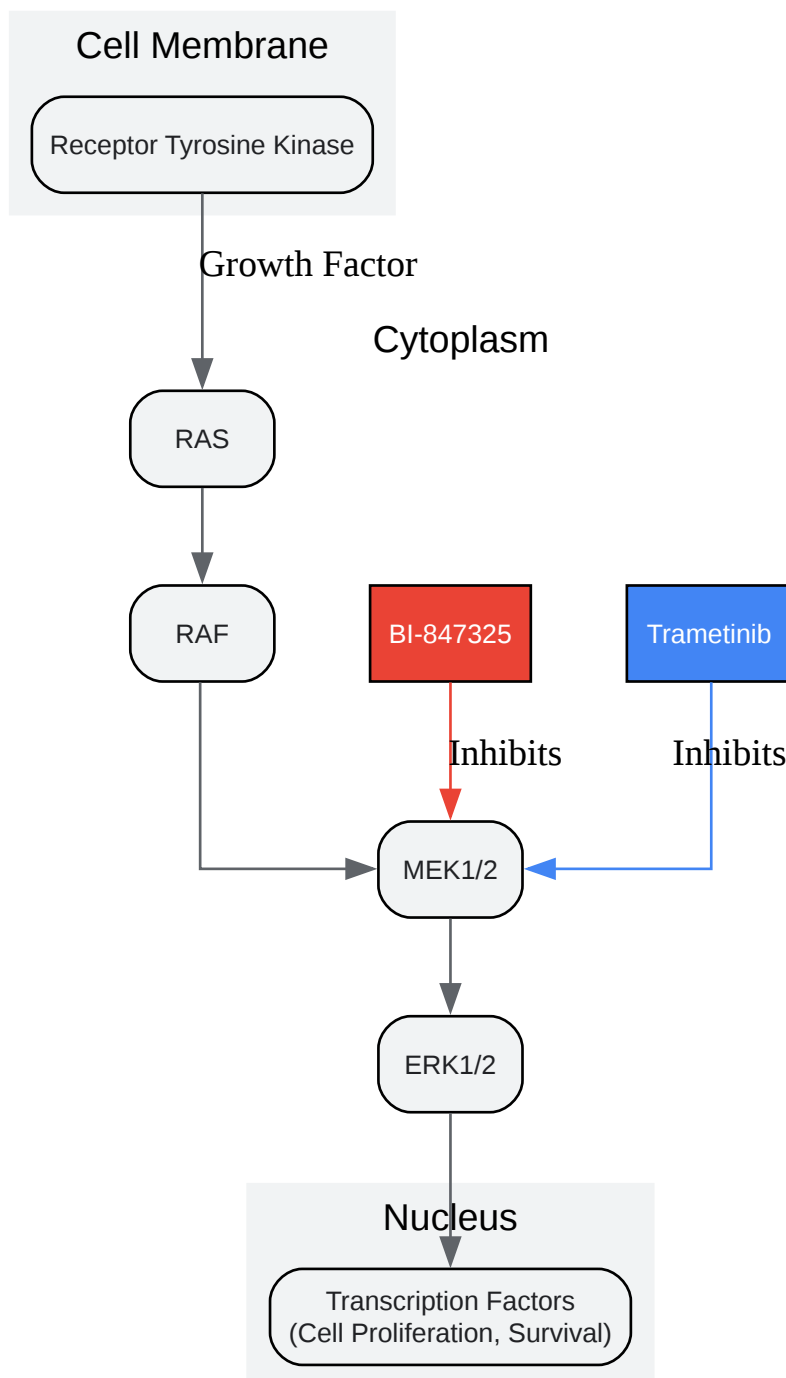 Cell Membrane
Receptor Tyrosine Kinase
Growth Factor
Cytoplasm
RAS
RAF
BI-847325
Trametinib
Inhibits
Inhibits
MEK1/2
ERK1/2
Nucleus
Transcription Factors
(Cell Proliferation, Survival)